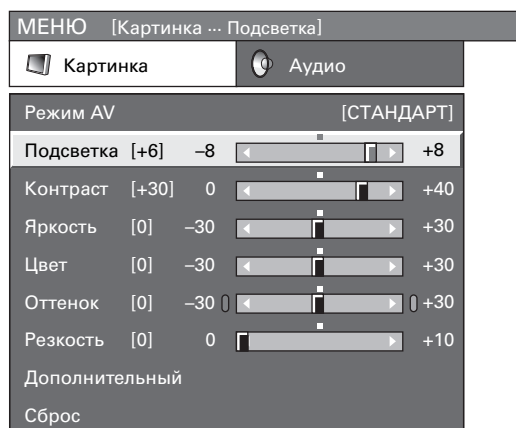 МЕНЮ [Картинка ··· Подсветка]
Картинка Аудио
Режим AV [СТАНДАРТ]
Подсветка [+6] –8 +8
Контраст [+30] 0 +40
Яркость [0] –30 +30
Цвет [0] –30 +30
Оттенок [0] –30 +30
Резкость [0] 0 +10
Дополнительный
Сброс